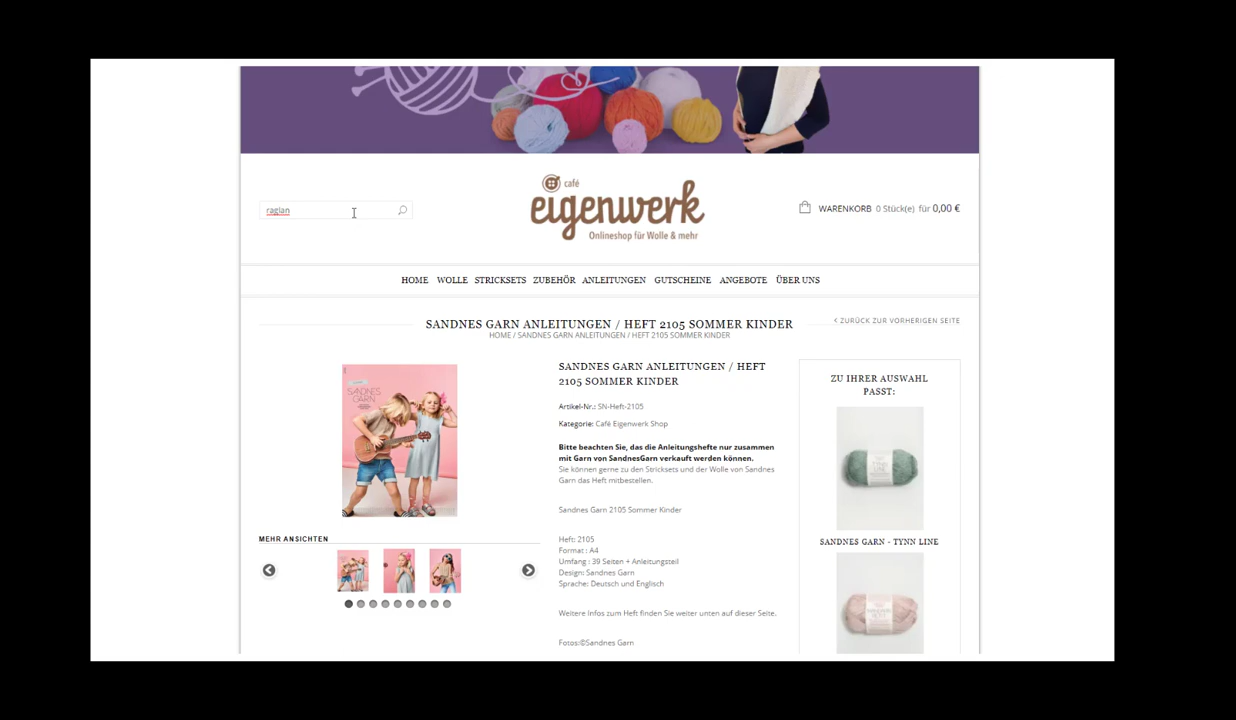 raglan
café
eigenwerk
Onlineshop für Wolle & mehr
WARENKORB 0 Stück(e) für 0,00 €
HOME WOLLE STRICKSETS ZUBEHÖR ANLEITUNGEN GUTSCHEINE ANGEBOTE ÜBER UNS
SANDNES GARN ANLEITUNGEN / HEFT 2105 SOMMER KINDER
HOME / SANDNES GARN ANLEITUNGEN / HEFT 2105 SOMMER KINDER
< ZURÜCK ZUR VORHERIGEN SEITE
SANDNES
GARN
MEHR ANSICHTEN
SANDNES GARN ANLEITUNGEN / HEFT
2105 SOMMER KINDER
Artikel-Nr.: SN-Heft-2105
Kategorie: Café Eigenwerk Shop
Bitte beachten Sie, das die Anleitungshefte nur zusammen
mit Garn von SandnesGarn verkauft werden können.
Sie können gerne zu den Stricksets und der Wolle von Sandnes
Garn das Heft mitbestellen.
Sandnes Garn 2105 Sommer Kinder
Heft: 2105
Format : A4
Umfang : 39 Seiten + Anleitungsteil
Design: Sandnes Garn
Sprache: Deutsch und Englisch
Weitere Infos zum Heft finden Sie weiter unten auf dieser Seite.
Fotos:©Sandnes Garn
ZU IHRER AUSWAHL
PASST:
SANDNES GARN - TYNN LINE